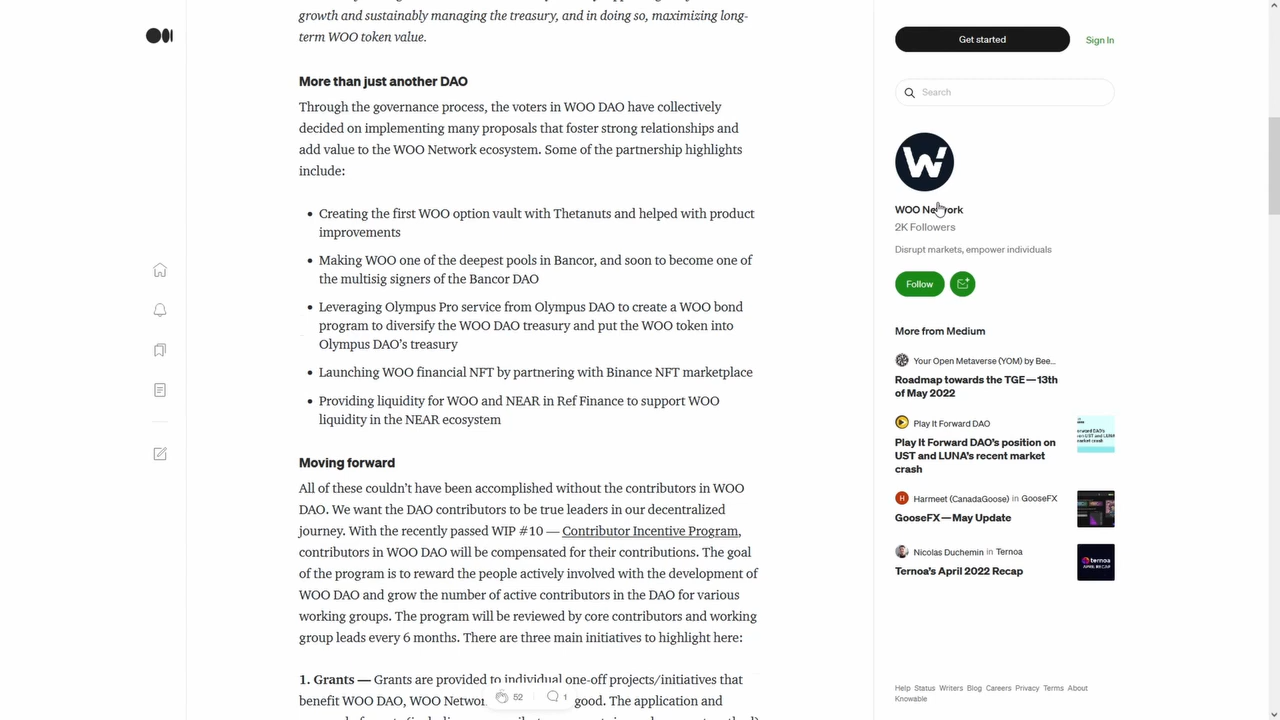 growth and sustainably managing the treasury, and in doing so, maximizing long-
term WOO token value.
More than just another DAO
Through the governance process, the voters in WOO DAO have collectively
decided on implementing many proposals that foster strong relationships and
add value to the WOO Network ecosystem. Some of the partnership highlights
include:
• Creating the first WOO option vault with Thetanuts and helped with product
improvements
• Making WOO one of the deepest pools in Bancor, and soon to become one of
the multisig signers of the Bancor DAO
• Leveraging Olympus Pro service from Olympus DAO to create a WOO bond
program to diversify the WOO DAO treasury and put the WOO token into
Olympus DAO’s treasury
• Launching WOO financial NFT by partnering with Binance NFT marketplace
• Providing liquidity for WOO and NEAR in Ref Finance to support WOO
liquidity in the NEAR ecosystem
Moving forward
All of these couldn’t have been accomplished without the contributors in WOO
DAO. We want the DAO contributors to be true leaders in our decentralized
journey. With the recently passed WIP #10 — Contributor Incentive Program,
contributors in WOO DAO will be compensated for their contributions. The goal
of the program is to reward the people actively involved with the development of
WOO DAO and grow the number of active contributors in the DAO for various
working groups. The program will be reviewed by core contributors and working
group leads every 6 months. There are three main initiatives to highlight here:
1. Grants — Grants are provided to individual one-off projects/initiatives that
benefit WOO DAO, WOO Networ good. The application and
52 1
Get started Sign In
Search
W
WOO Network
2K Followers
Disrupt markets, empower individuals
Follow
More from Medium
Your Open Metaverse (YOM) by Bee...
Roadmap towards the TGE — 13th
of May 2022
Play It Forward DAO
Play It Forward DAO’s position on
UST and LUNA’s recent market
crash
H Harmeet (CanadaGoose) in GooseFX
GooseFX — May Update
Nicolas Duchemin in Ternoa
Ternoa’s April 2022 Recap
ternoa
APRIL RECAP
Help Status Writers Blog Careers Privacy Terms About
Knowable